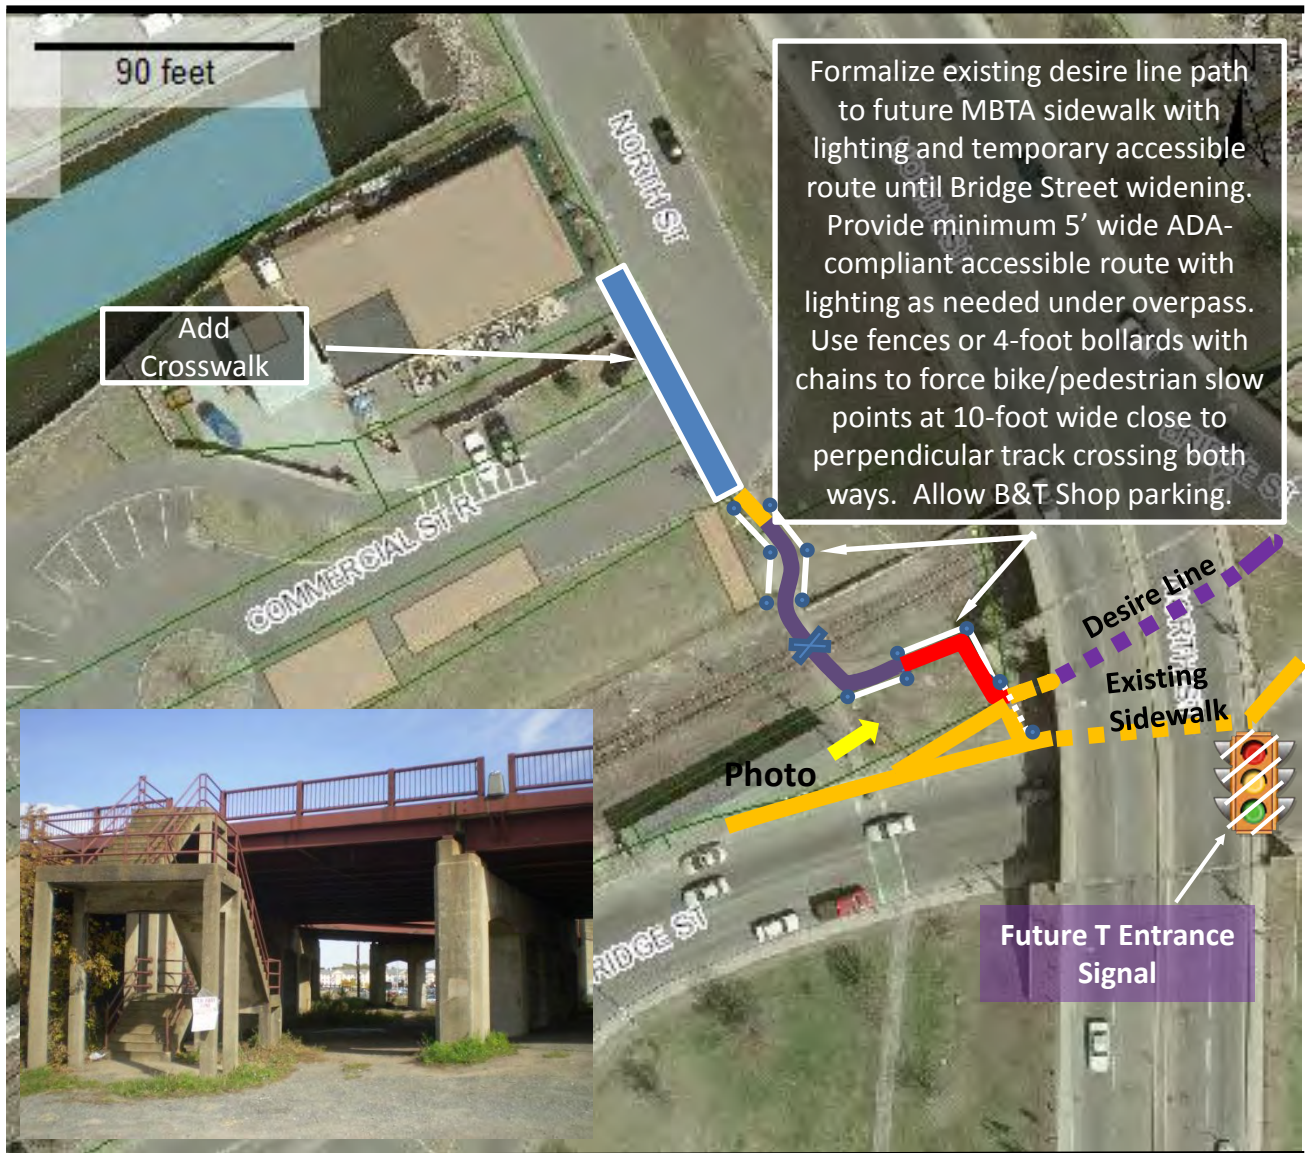 90 feet
NORTH ST
Formalize existing desire line path
to future MBTA sidewalk with
lighting and temporary accessible
route until Bridge Street widening.
Provide minimum 5’ wide ADA-
compliant accessible route with
lighting as needed under overpass.
Use fences or 4-foot bollards with
chains to force bike/pedestrian slow
points at 10-foot wide close to
perpendicular track crossing both
ways.  Allow B&T Shop parking.
Add
Crosswalk
COMMERCIAL ST R
Desire Line
Existing
Sidewalk
Photo
RIDGE ST
Future T Entrance
Signal